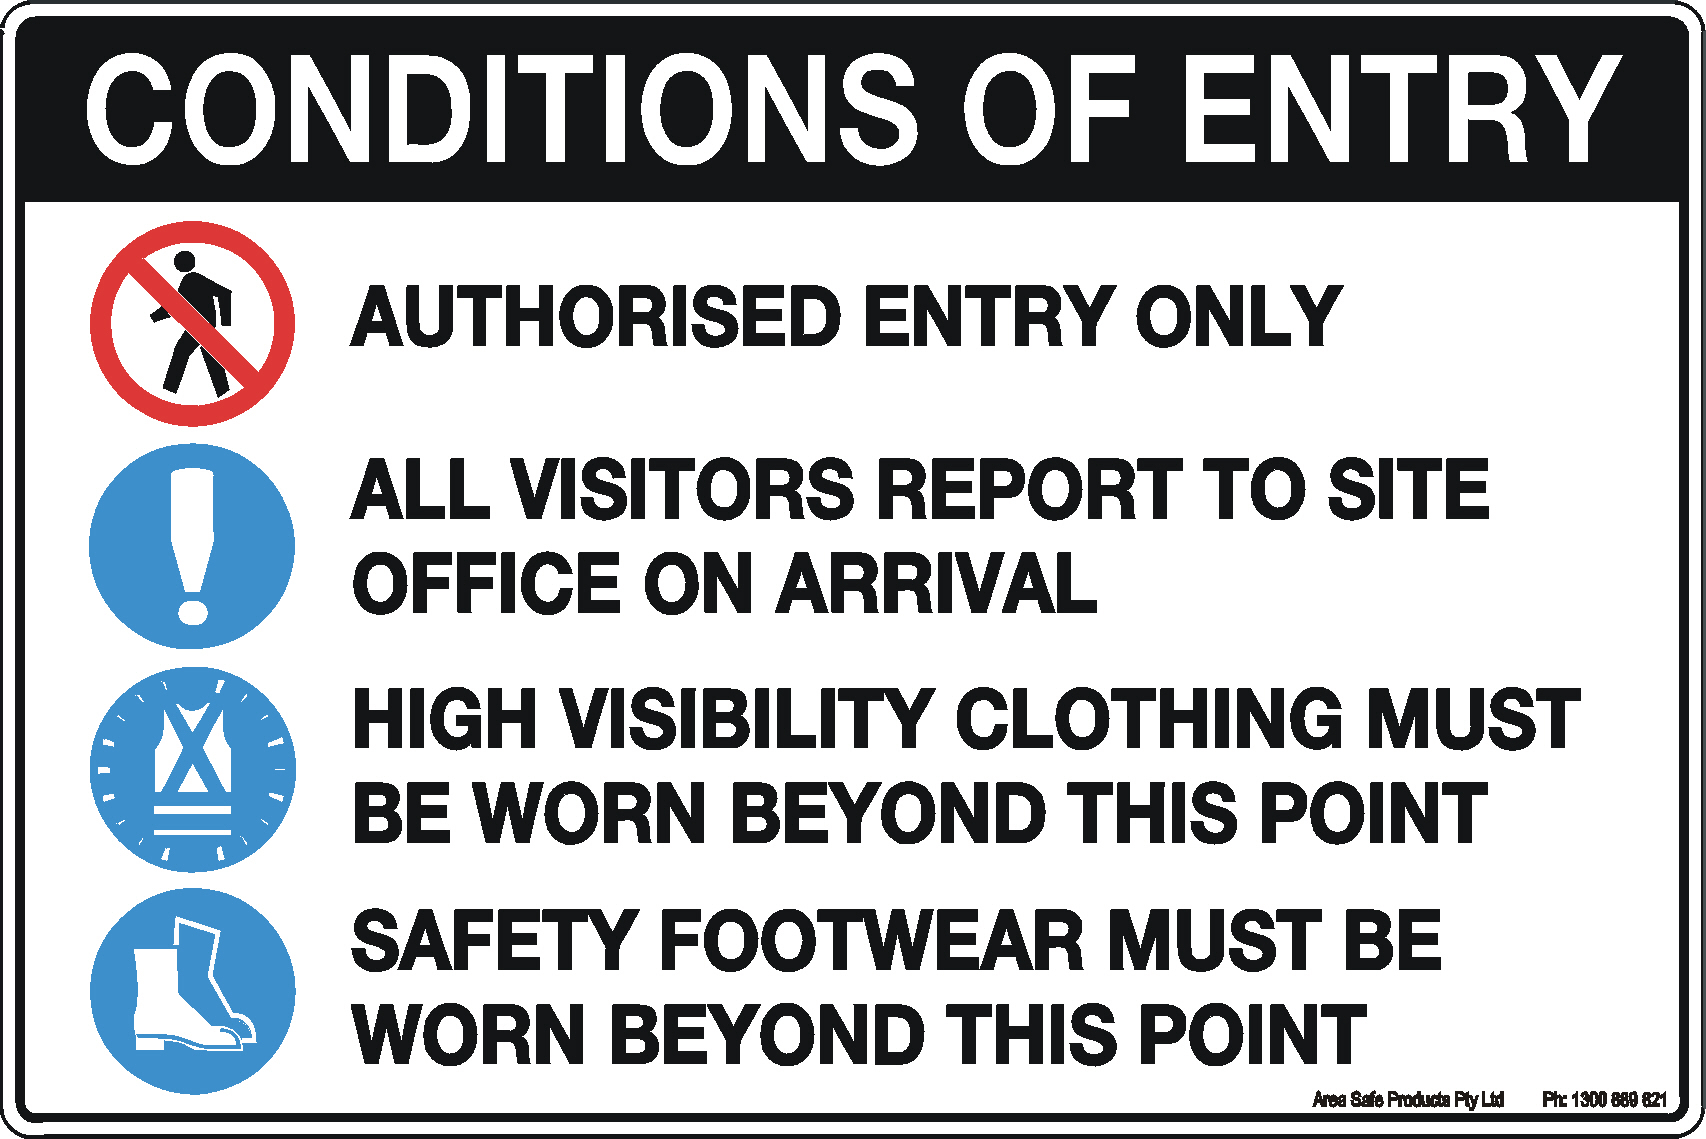 CONDITIONS OF ENTRY
AUTHORISED ENTRY ONLY
ALL VISITORS REPORT TO SITE
OFFICE ON ARRIVAL
HIGH VISIBILITY CLOTHING MUST
BE WORN BEYOND THIS POINT
SAFETY FOOTWEAR MUST BE
WORN BEYOND THIS POINT
Area Safe Products Pty Ltd Ph: 1300